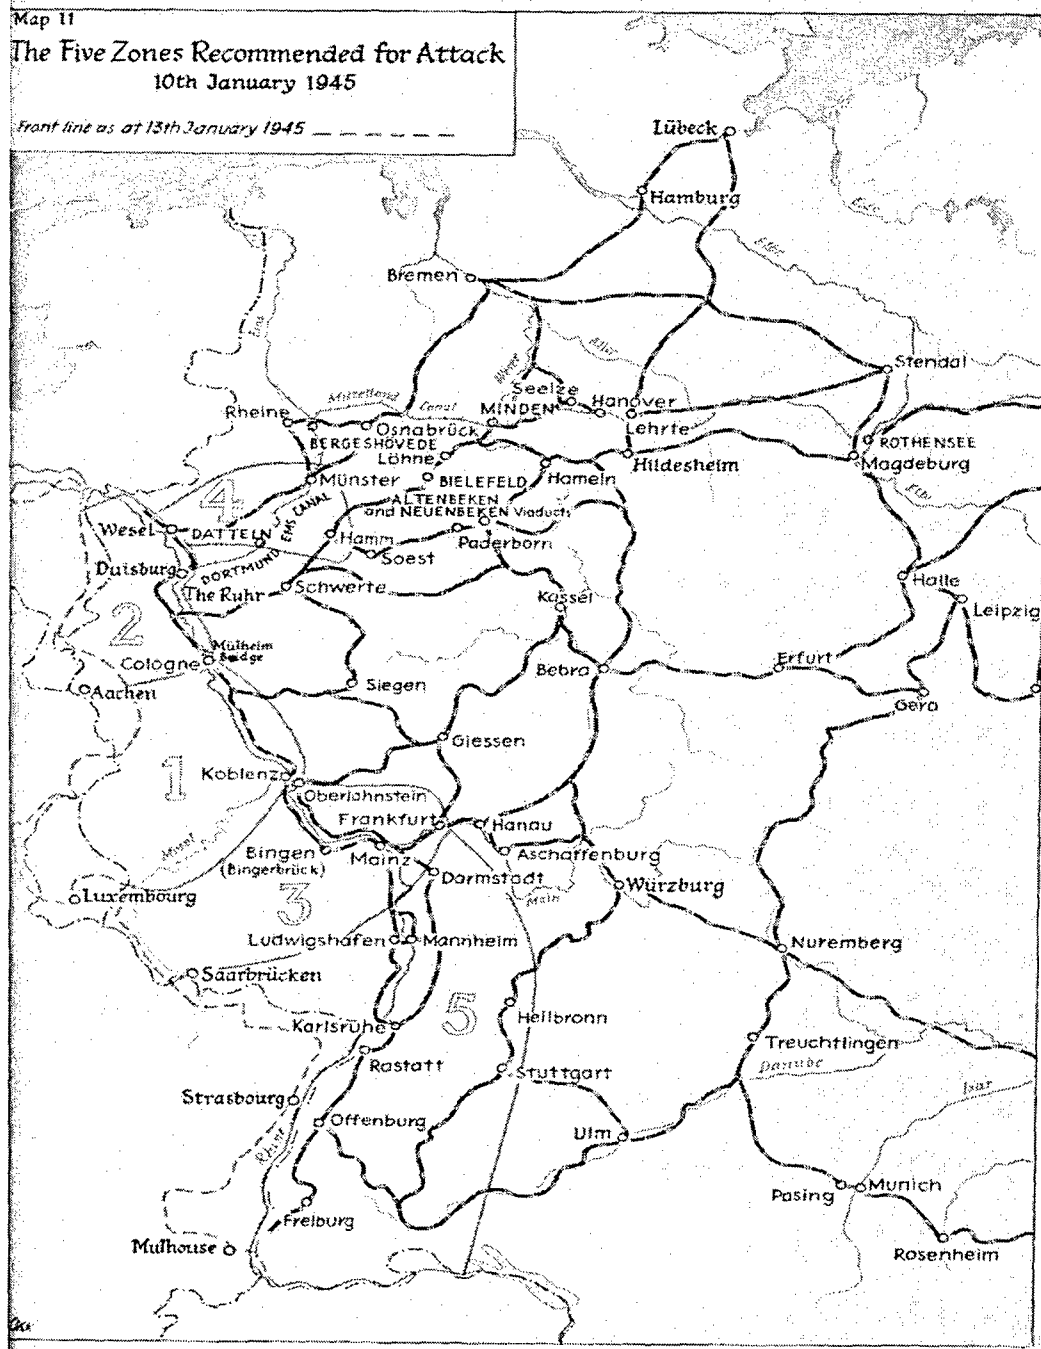 Map 11
The Five Zones Recommended for Attack
10th January 1945
Front line as at 13th January 1945
Lübeck
Hamburg
Elbe
Bremen
Ems
Aller
Weser
Stendal
Seelze
Mittelland
Canal
MINDEN
Hanover
Rheine
Osnabrück
Lehrte
BERGESHÖVEDE
ROTHENSEE
Löhne
Hildesheim
Magdeburg
Münster
BIELEFELD
Hameln
4
ALTENBEKEN
and NEUENBEKEN Viaducts
Wesel
DATTELN
DORTMUND EMS CANAL
Hamm
Paderborn
Soest
Duisburg
The Ruhr
Schwerte
Halle
Kassel
Leipzig
2
Mülheim
Bridge
Cologne
Bebra
Erfurt
Aachen
Siegen
Gera
Giessen
1
Koblenz
Oberlahnstein
Frankfurt
Hanau
Mosel
Bingen
(Bingerbrück)
Mainz
Aschaffenburg
Darmstadt
Würzburg
Main
Luxembourg
3
Ludwigshafen
Mannheim
Nuremberg
Saarbrücken
5
Heilbronn
Karlsruhe
Treuchtlingen
Rastatt
Stuttgart
Danube
Isar
Strasbourg
Offenburg
Ulm
Rhine
Pasing
Munich
Freiburg
Mulhouse
Rosenheim